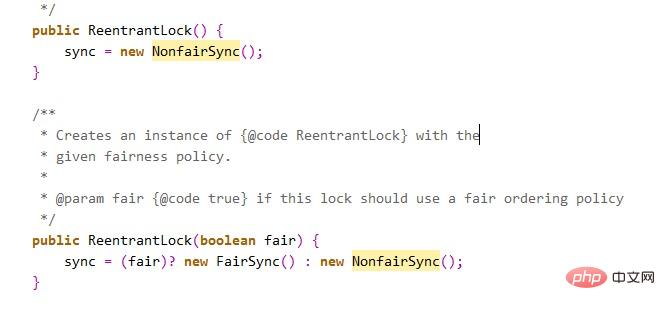 */
public ReentrantLock() {
sync = new NonfairSync();
}
/**
* Creates an instance of {@code ReentrantLock} with the
* given fairness policy.
*
* @param fair {@code true} if this lock should use a fair ordering policy
*/
public ReentrantLock(boolean fair) {
sync = (fair)? new FairSync() : new NonfairSync();
}
php 中文网